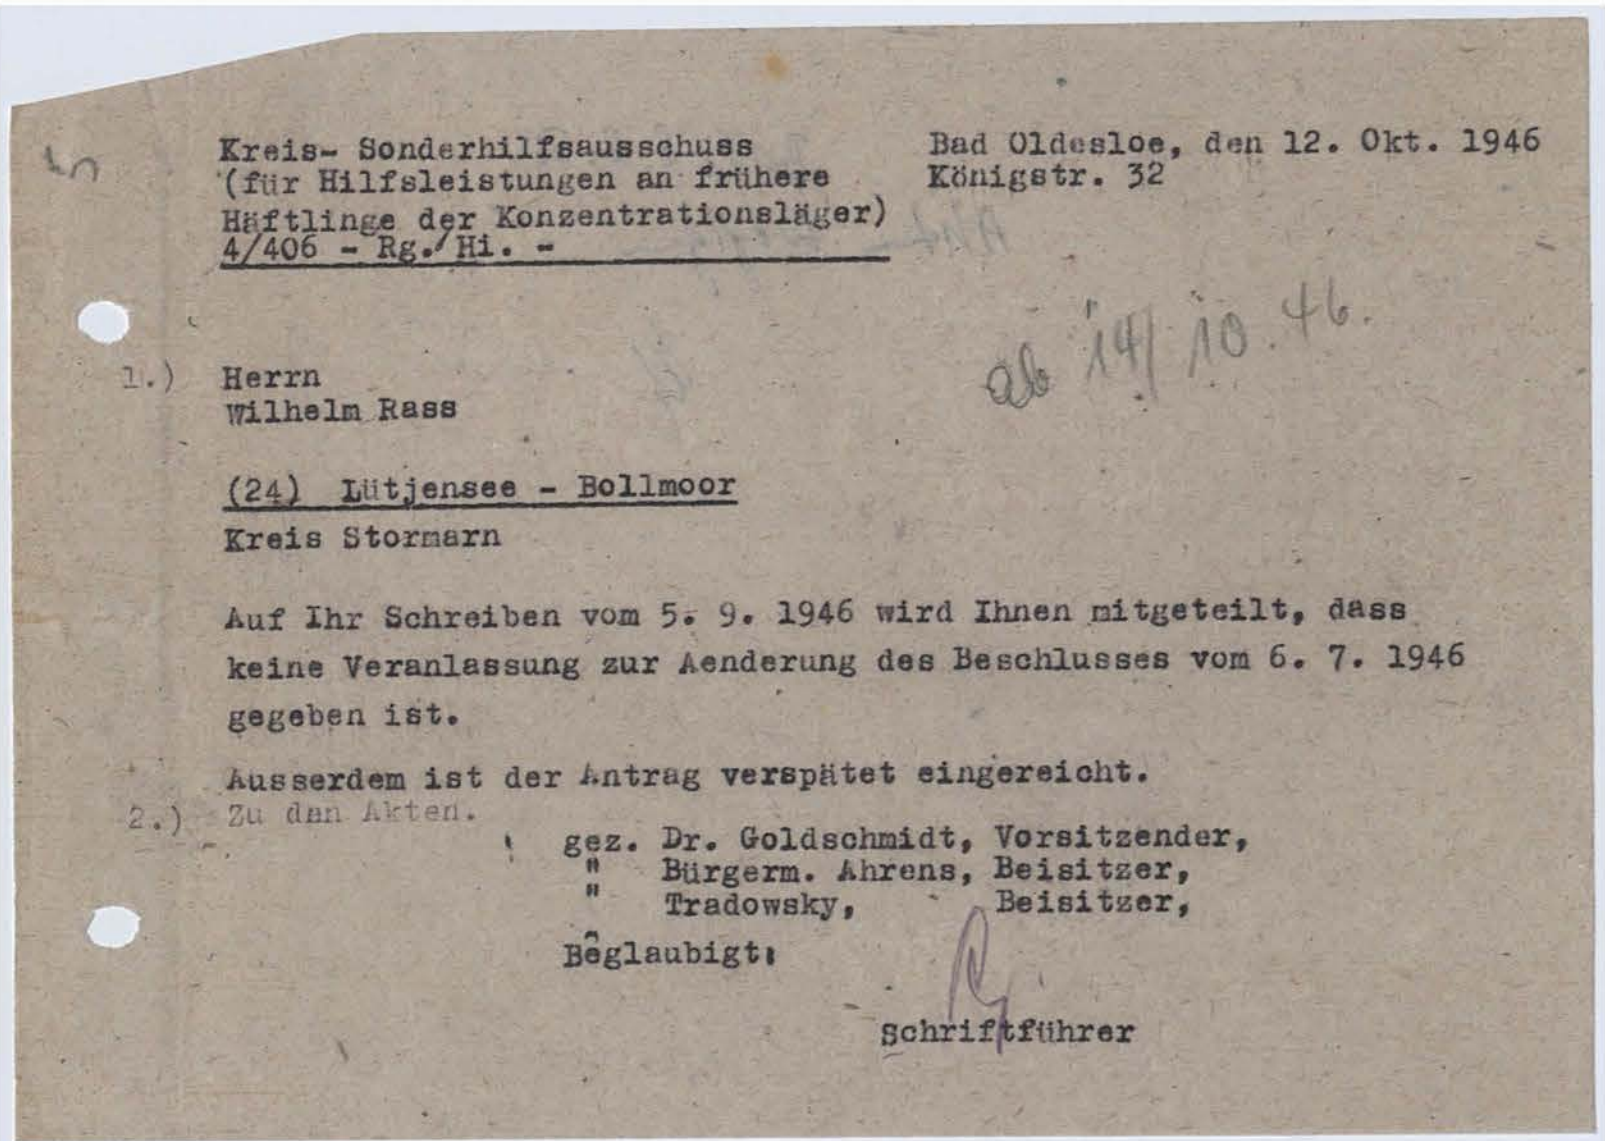 5
Kreis- Sonderhilfsausschuss
(für Hilfsleistungen an frühere
Häftlinge der Konzentrationsläger)
4/406 - Rg./Hi. -
Bad Oldesloe, den 12. Okt. 1946
Königstr. 32
ab 14/10.46.
1.) Herrn
Wilhelm Rass
(24) Lütjensee - Bollmoor
Kreis Stormarn
Auf Ihr Schreiben vom 5. 9. 1946 wird Ihnen mitgeteilt, dass
keine Veranlassung zur Aenderung des Beschlusses vom 6. 7. 1946
gegeben ist.
Ausserdem ist der Antrag verspätet eingereicht.
2.) Zu den Akten.
gez. Dr. Goldschmidt, Vorsitzender,
" Bürgerm. Ahrens, Beisitzer,
" Tradowsky, Beisitzer,
Beglaubigt:
Schriftführer